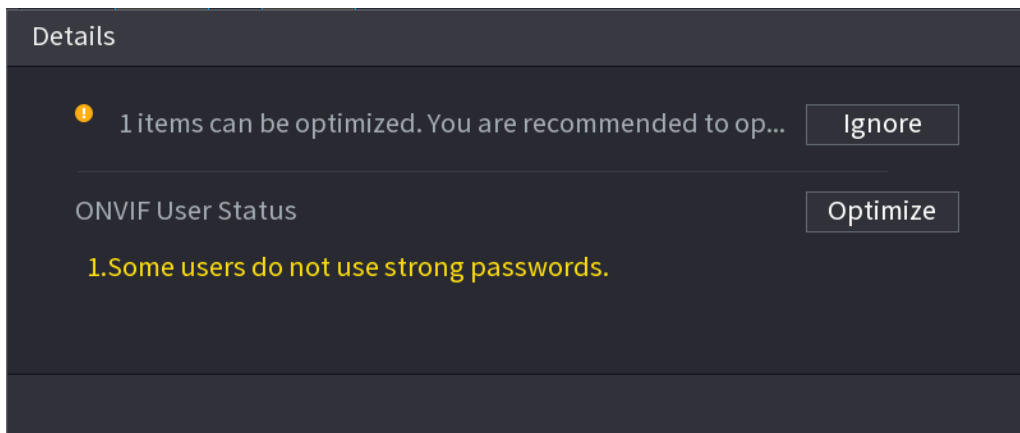 Details
1 items can be optimized. You are recommended to op...
Ignore
ONVIF User Status
Optimize
1.Some users do not use strong passwords.